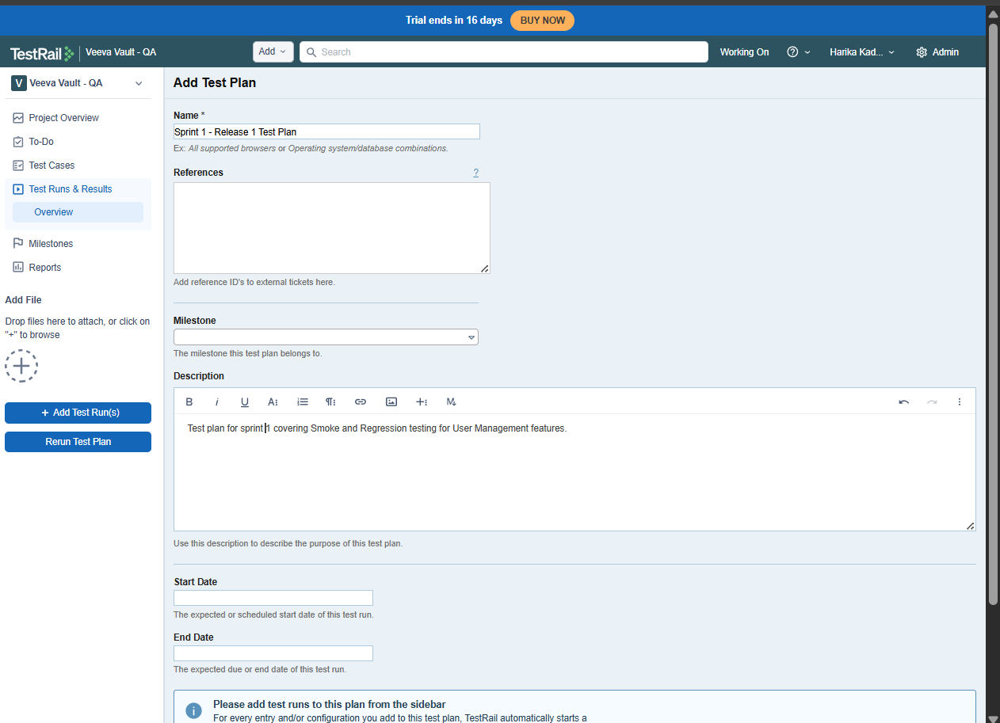 Trial ends in 16 days BUY NOW
TestRail Veeva Vault - QA Add Search Working On Harika Kad... Admin
V Veeva Vault - QA
Project Overview
To-Do
Test Cases
Test Runs & Results
Overview
Milestones
Reports
Add File
Drop files here to attach, or click on
"+" to browse
+ Add Test Run(s)
Rerun Test Plan
Add Test Plan
Name *
Sprint 1 - Release 1 Test Plan
Ex: All supported browsers or Operating system/database combinations.
References ?
Add reference ID's to external tickets here.
Milestone
The milestone this test plan belongs to.
Description
Test plan for sprint 1 covering Smoke and Regression testing for User Management features.
Use this description to describe the purpose of this test plan.
Start Date
The expected or scheduled start date of this test run.
End Date
The expected due or end date of this test run.
Please add test runs to this plan from the sidebar
For every entry and/or configuration you add to this test plan, TestRail automatically starts a